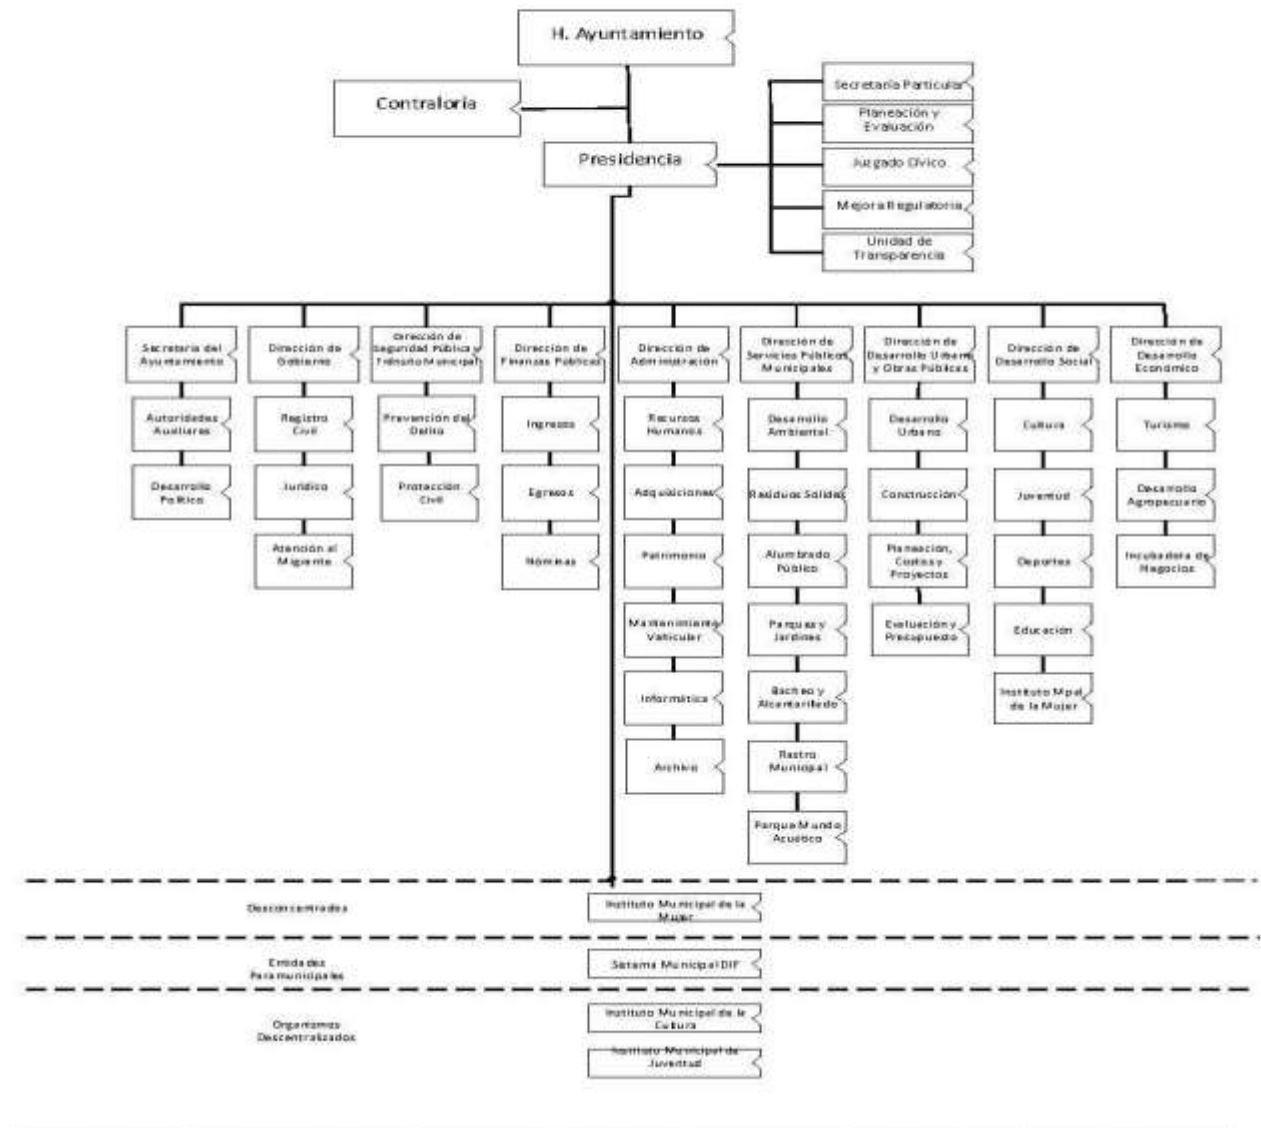 H. Ayuntamiento
Contraloría
Presidencia
Secretaría Particular
Planeación y
Evaluación
Juzgado Cívico
Mejora Regulatoria
Unidad de
Transparencia
Secretaria del
Ayuntamiento
Dirección de
Gobierno
Dirección de
Seguridad Pública y
Tránsito Municipal
Dirección de
Finanzas Públicas
Dirección de
Administración
Dirección de
Servicios Públicos
Municipales
Dirección de
Desarrollo Urbano
y Obras Públicas
Dirección de
Desarrollo Social
Dirección de
Desarrollo
Económico
Autoridades
Auxiliares
Registro
Civil
Prevención del
Delito
Ingresos
Recursos
Humanos
Desarrollo
Ambiental
Desarrollo
Urbano
Cultura
Turismo
Desarrollo
Político
Jurídico
Protección
Civil
Egresos
Adquisiciones
Residuos Solidos
Construcción
Juventud
Desarrollo
Agropecuario
Atención al
Migrante
Nóminas
Patrimonio
Alumbrado
Público
Planeación,
Costos y
Proyectos
Deportes
Incubadora de
Negocios
Mantenimiento
Vehicular
Parques y
Jardines
Evaluación y
Presupuesto
Educación
Informática
Bacheo y
Alcantarillado
Instituto Mpal
de la Mujer
Archivo
Rastro
Municipal
Parque Mundo
Acuático
Desconcentrados
Instituto Municipal de la
Mujer
Entidades
Paramunicipales
Sistema Municipal DIF
Organismos
Descentralizados
Instituto Municipal de la
Cultura
Instituto Municipal de
Juventud